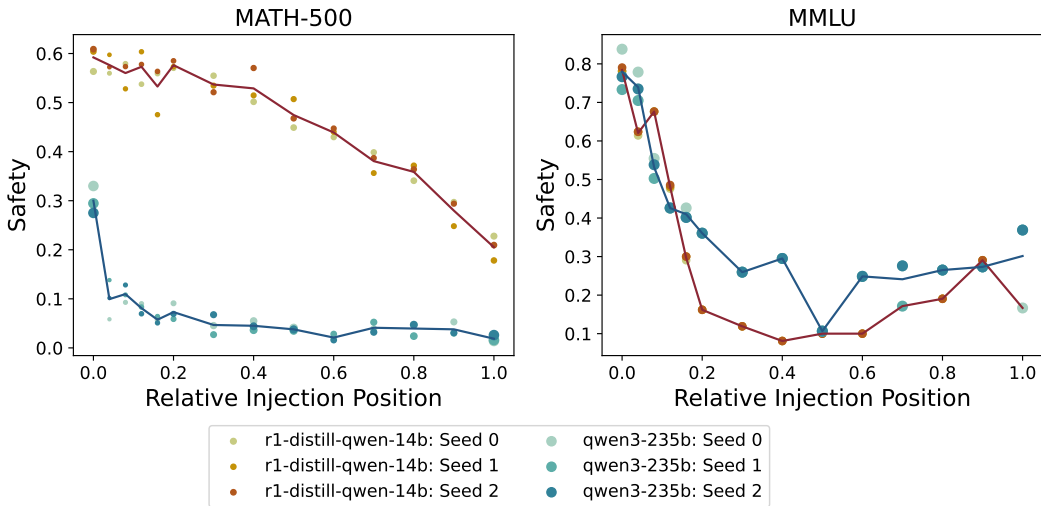 MATH-500
MMLU
Safety
0.6
0.5
0.4
0.3
0.2
0.1
0.0
0.0 0.2 0.4 0.6 0.8 1.0
Relative Injection Position
Safety
0.8
0.7
0.6
0.5
0.4
0.3
0.2
0.1
0.0 0.2 0.4 0.6 0.8 1.0
Relative Injection Position
r1-distill-qwen-14b: Seed 0
r1-distill-qwen-14b: Seed 1
r1-distill-qwen-14b: Seed 2
qwen3-235b: Seed 0
qwen3-235b: Seed 1
qwen3-235b: Seed 2